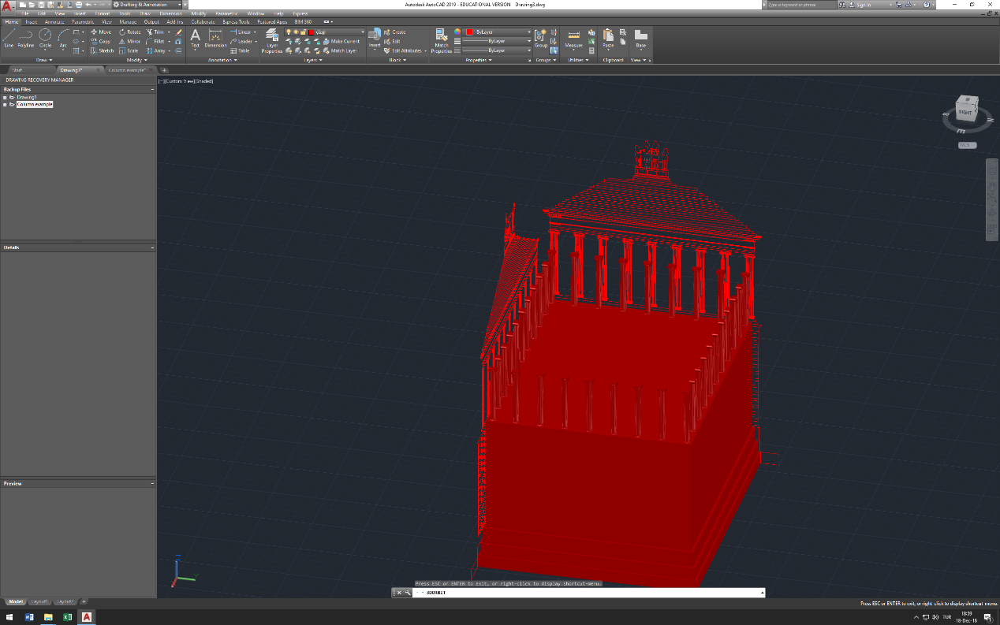 Autodesk AutoCAD 2019 - EDUCATIONAL VERSION Drawing3.dwg
Drafting & Annotation
Type a keyword or phrase
Sign In
File Edit View Insert Format Tools Draw Dimension Modify Parametric Window Help Express
Home Insert Annotate Parametric View Manage Output Add-ins Collaborate Express Tools Featured Apps BIM 360
Line Polyline Circle Arc
Move Rotate Trim
Copy Mirror Fillet
Stretch Scale Array
Text Dimension
Linear
Leader
Table
Layer Properties
Make Current
Match Layer
Insert
Create
Edit
Edit Attributes
Match Properties
ByLayer
ByLayer
ByLayer
Group
Measure
Paste
Base
Draw Modify Annotation Layers Block Properties Groups Utilities Clipboard View
Start Drawing3* Column example*
DRAWING RECOVERY MANAGER
Backup Files
Drawing1
Column example
Details
Preview
[−][Custom View][Shaded]
RIGHT
WCS
Press ESC or ENTER to exit, or right-click to display shortcut-menu.
3DORBIT
Model Layout1 Layout2
Press ESC or ENTER to exit, or right-click to display shortcut-menu.
TUR
18:59
18-Dec-18